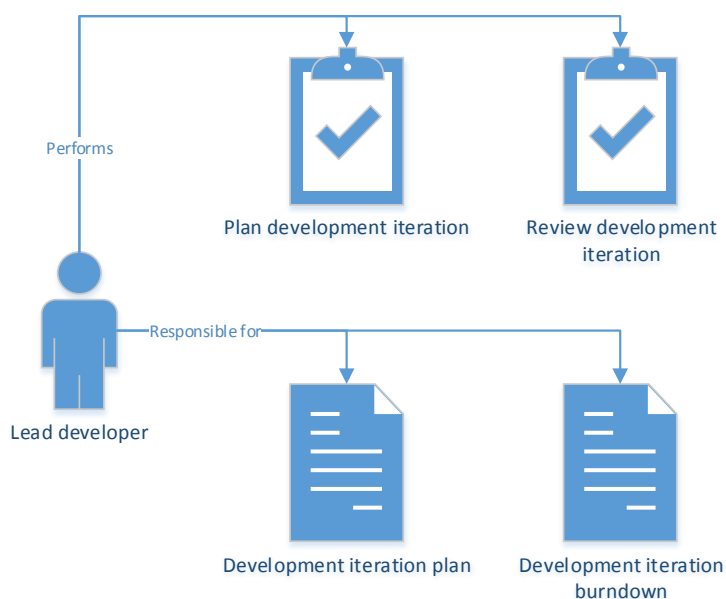 Performs
Plan development iteration
Review development
iteration
Responsible for
Lead developer
Development iteration plan
Development iteration
burndown